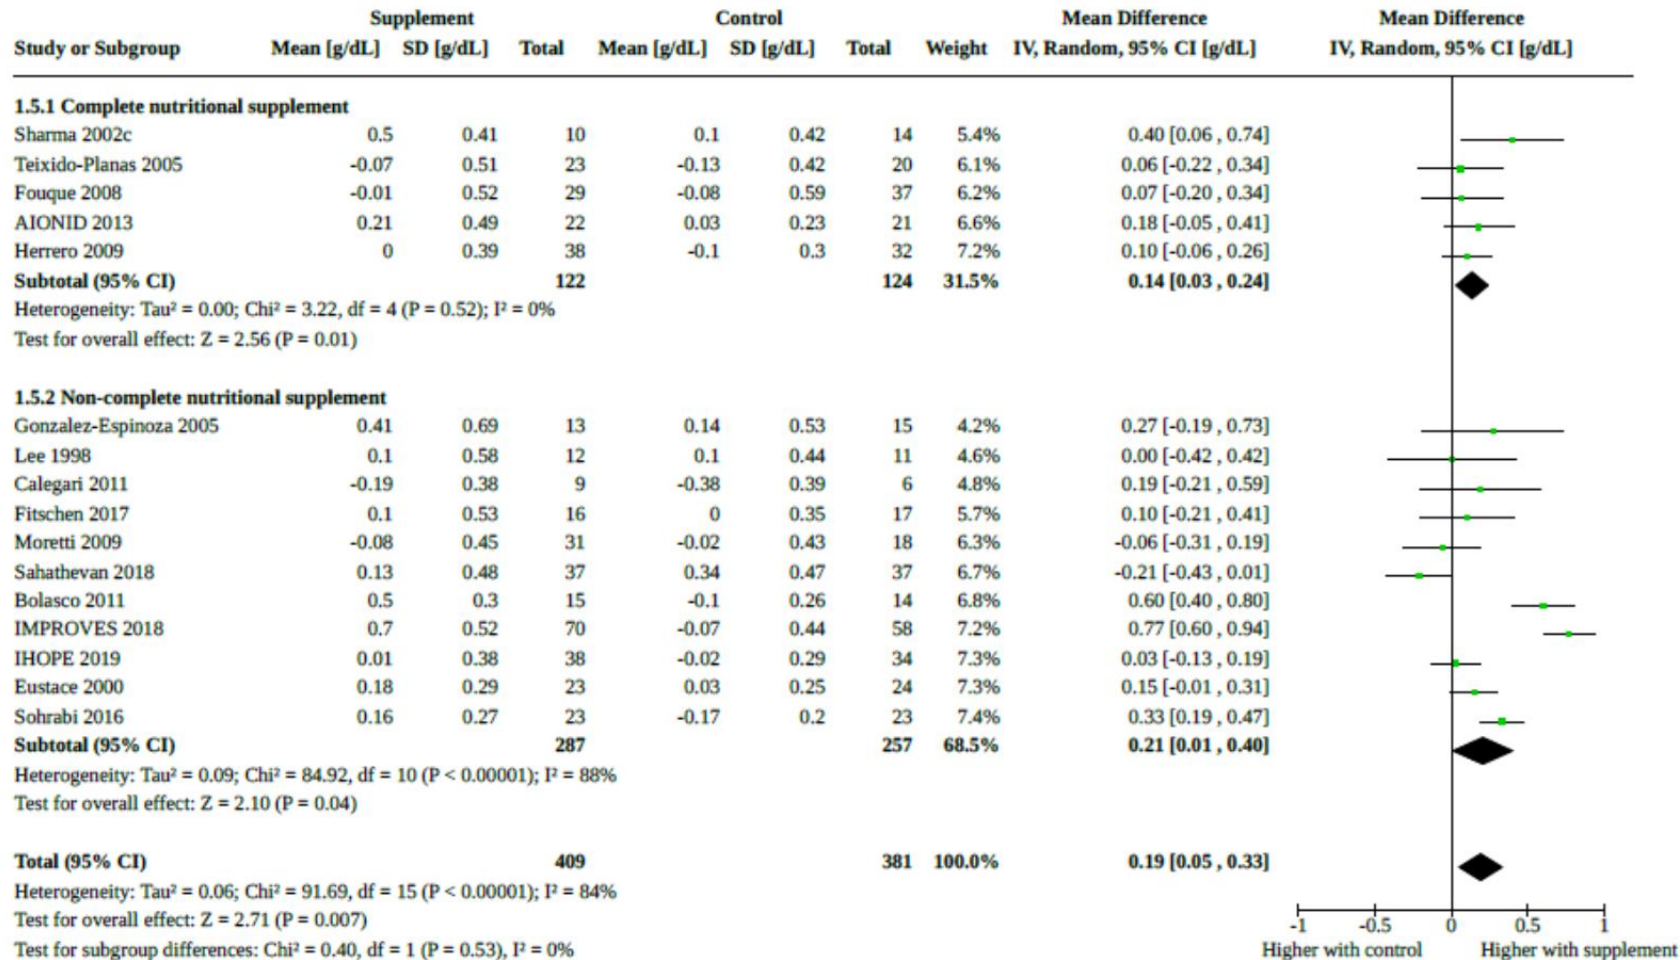 Supplement Control Mean Difference Mean Difference
Study or Subgroup Mean [g/dL] SD [g/dL] Total Mean [g/dL] SD [g/dL] Total Weight IV, Random, 95% CI [g/dL] IV, Random, 95% CI [g/dL]
1.5.1 Complete nutritional supplement
Sharma 2002c 0.5 0.41 10 0.1 0.42 14 5.4% 0.40 [0.06 , 0.74]
Teixido-Planas 2005 -0.07 0.51 23 -0.13 0.42 20 6.1% 0.06 [-0.22 , 0.34]
Fouque 2008 -0.01 0.52 29 -0.08 0.59 37 6.2% 0.07 [-0.20 , 0.34]
AIONID 2013 0.21 0.49 22 0.03 0.23 21 6.6% 0.18 [-0.05 , 0.41]
Herrero 2009 0 0.39 38 -0.1 0.3 32 7.2% 0.10 [-0.06 , 0.26]
Subtotal (95% CI) 122 124 31.5% 0.14 [0.03 , 0.24]
Heterogeneity: Tau² = 0.00; Chi² = 3.22, df = 4 (P = 0.52); I² = 0%
Test for overall effect: Z = 2.56 (P = 0.01)
1.5.2 Non-complete nutritional supplement
Gonzalez-Espinoza 2005 0.41 0.69 13 0.14 0.53 15 4.2% 0.27 [-0.19 , 0.73]
Lee 1998 0.1 0.58 12 0.1 0.44 11 4.6% 0.00 [-0.42 , 0.42]
Calegari 2011 -0.19 0.38 9 -0.38 0.39 6 4.8% 0.19 [-0.21 , 0.59]
Fitschen 2017 0.1 0.53 16 0 0.35 17 5.7% 0.10 [-0.21 , 0.41]
Moretti 2009 -0.08 0.45 31 -0.02 0.43 18 6.3% -0.06 [-0.31 , 0.19]
Sahathevan 2018 0.13 0.48 37 0.34 0.47 37 6.7% -0.21 [-0.43 , 0.01]
Bolasco 2011 0.5 0.3 15 -0.1 0.26 14 6.8% 0.60 [0.40 , 0.80]
IMPROVES 2018 0.7 0.52 70 -0.07 0.44 58 7.2% 0.77 [0.60 , 0.94]
IHOPE 2019 0.01 0.38 38 -0.02 0.29 34 7.3% 0.03 [-0.13 , 0.19]
Eustace 2000 0.18 0.29 23 0.03 0.25 24 7.3% 0.15 [-0.01 , 0.31]
Sohrabi 2016 0.16 0.27 23 -0.17 0.2 23 7.4% 0.33 [0.19 , 0.47]
Subtotal (95% CI) 287 257 68.5% 0.21 [0.01 , 0.40]
Heterogeneity: Tau² = 0.09; Chi² = 84.92, df = 10 (P < 0.00001); I² = 88%
Test for overall effect: Z = 2.10 (P = 0.04)
Total (95% CI) 409 381 100.0% 0.19 [0.05 , 0.33]
Heterogeneity: Tau² = 0.06; Chi² = 91.69, df = 15 (P < 0.00001); I² = 84%
Test for overall effect: Z = 2.71 (P = 0.007)
Test for subgroup differences: Chi² = 0.40, df = 1 (P = 0.53), I² = 0%
-1 -0.5 0 0.5 1
Higher with control Higher with supplement